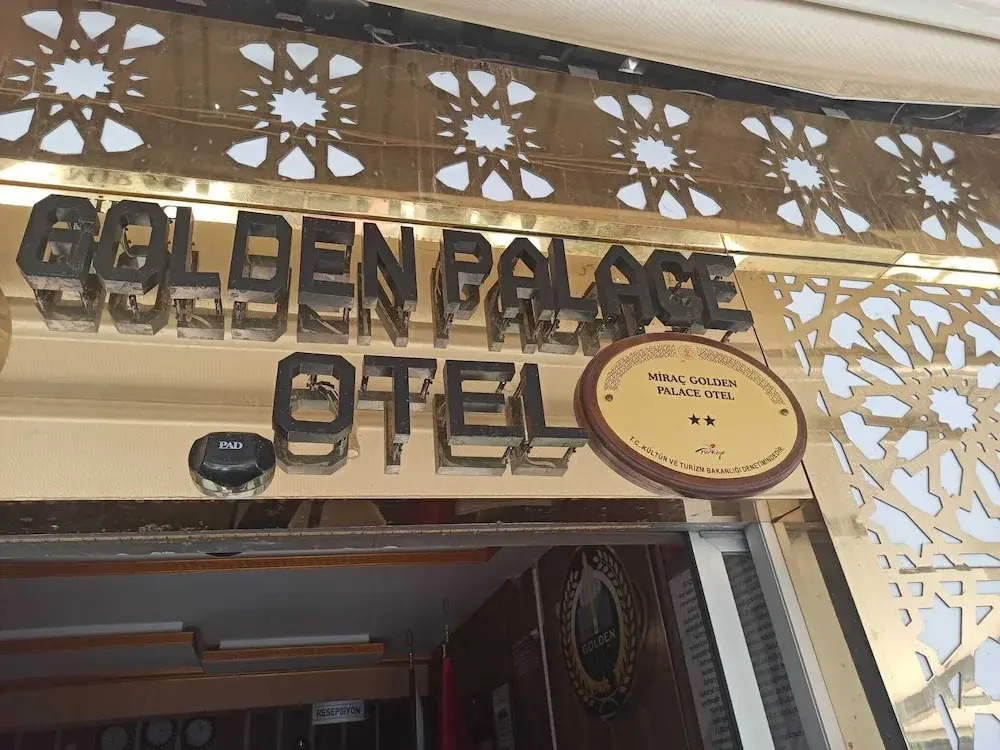 GOLDEN PALACE
OTEL
MİRAÇ GOLDEN
PALACE OTEL
Türkiye
T.C. KÜLTÜR VE TURİZM BAKANLIĞI DENETİMİNDEDİR.
PAD
GOLDEN
RESEPSİYON